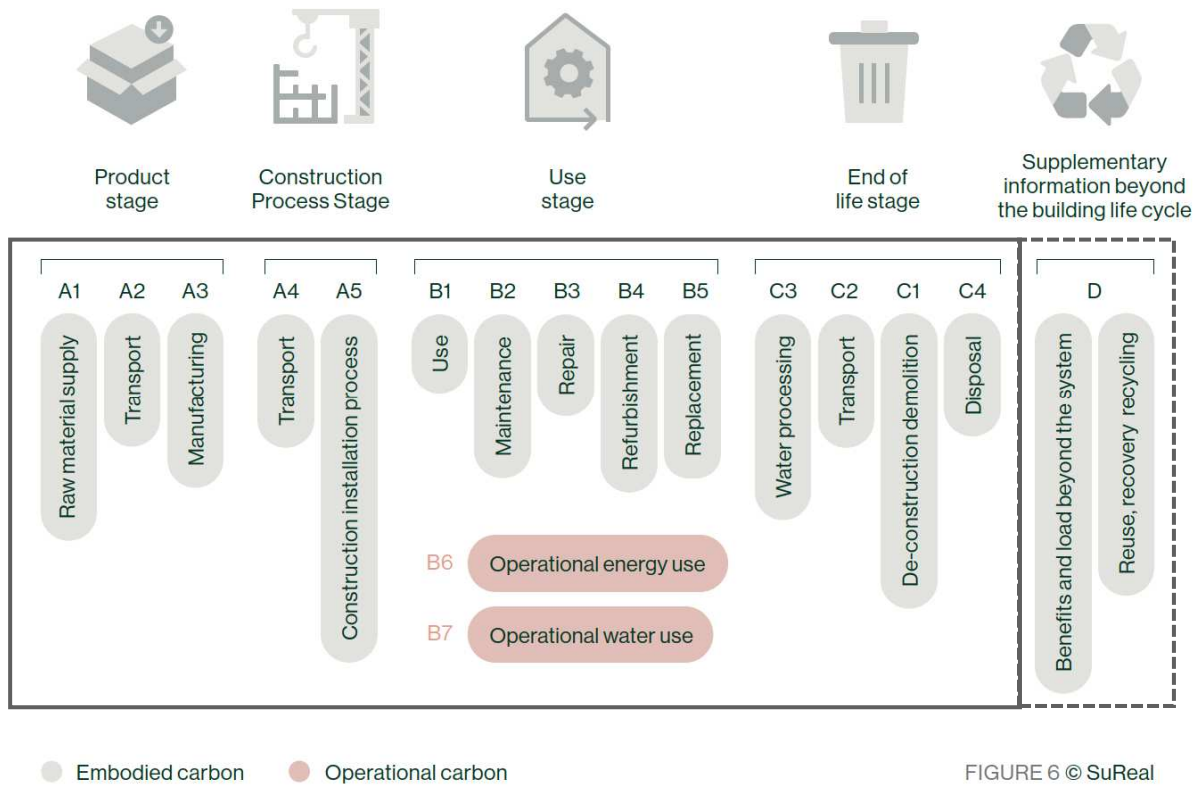 Product
stage
Construction
Process Stage
Use
stage
End of
life stage
Supplementary
information beyond
the building life cycle
A1
A2
A3
A4
A5
B1
B2
B3
B4
B5
C3
C2
C1
C4
D
Raw material supply
Transport
Manufacturing
Transport
Construction installation process
Use
Maintenance
Repair
Refurbishment
Replacement
Water processing
Transport
De-construction demolition
Disposal
Benefits and load beyond the system
Reuse, recovery recycling
B6
Operational energy use
B7
Operational water use
Embodied carbon
Operational carbon
FIGURE 6 © SuReal